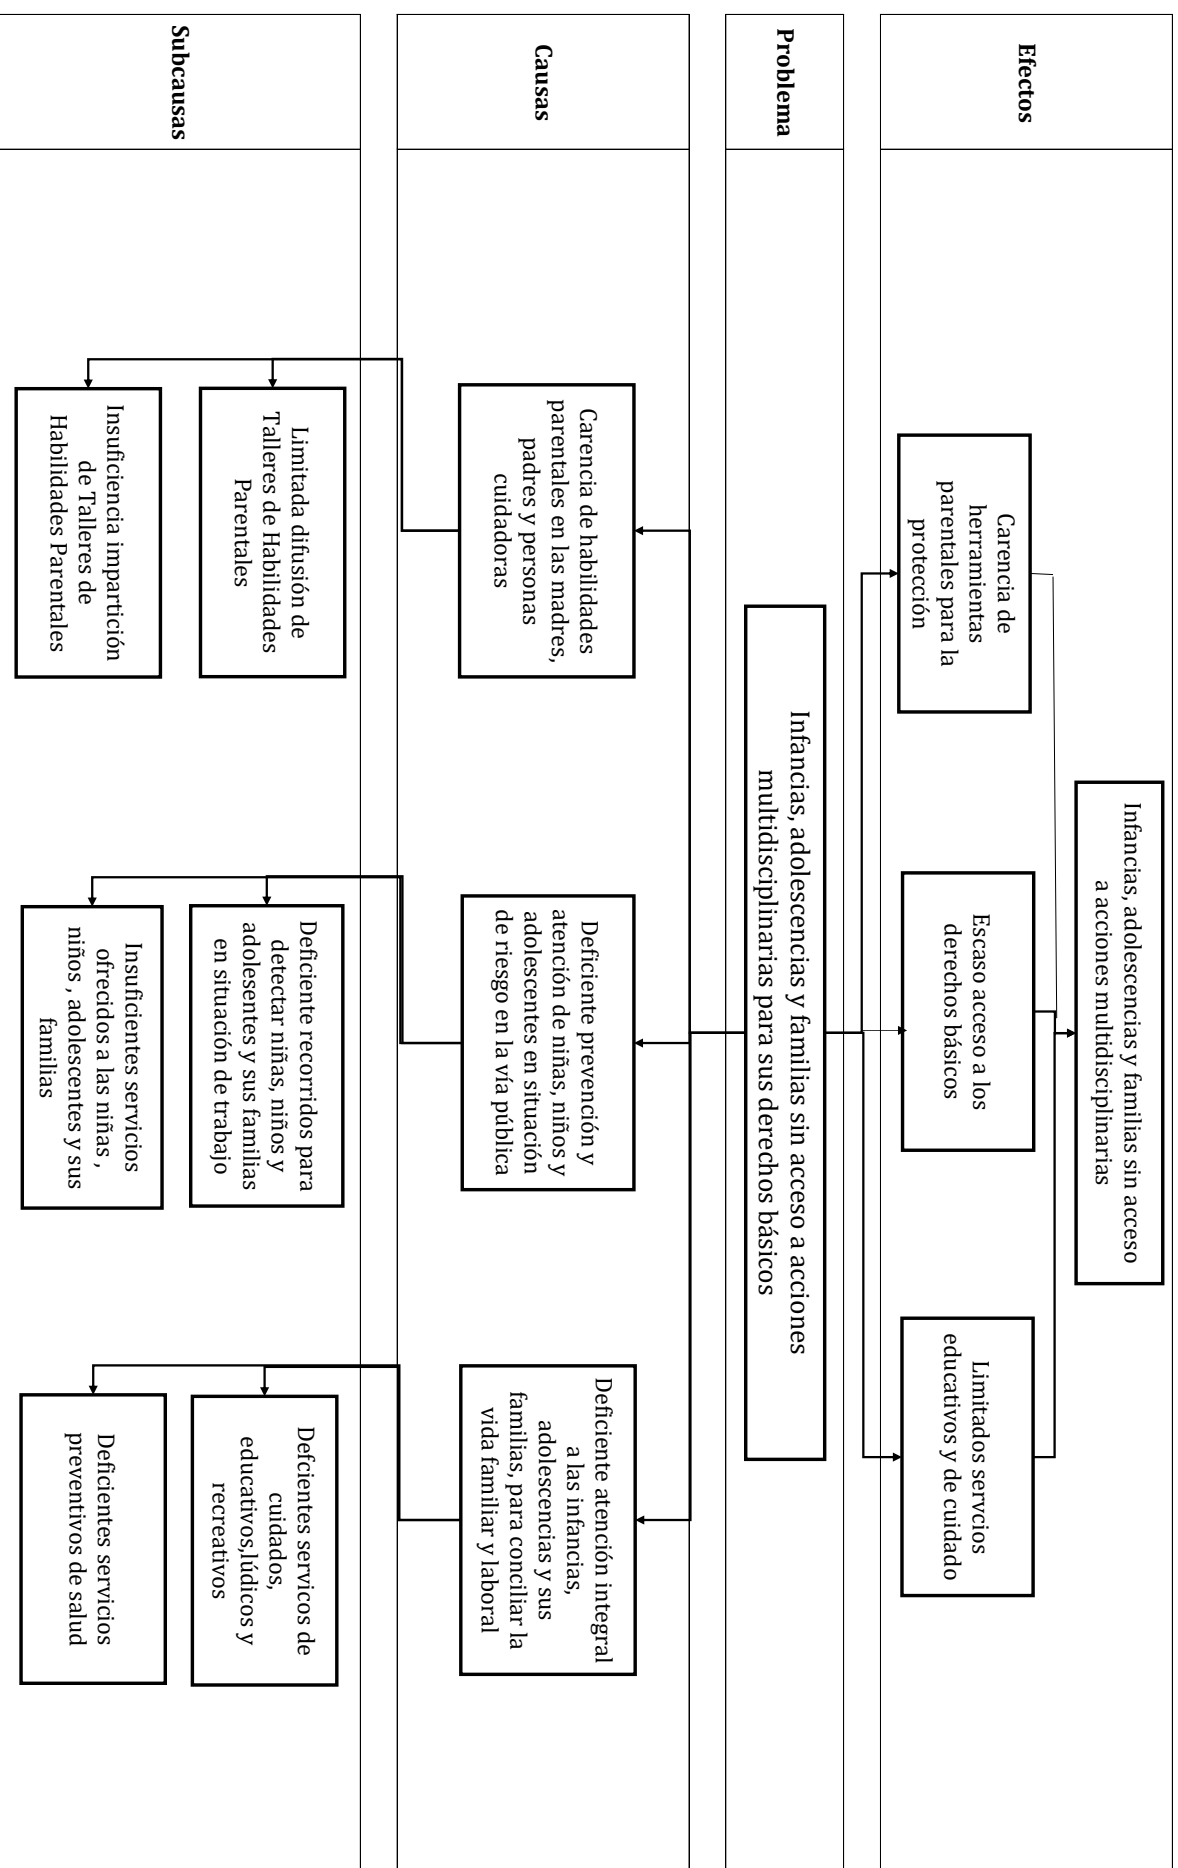 Efectos
Infancias, adolescencias y familias sin acceso
a acciones multidisciplinarias
Carencia de
herramientas
parentales para la
protección
Escaso acceso a los
derechos básicos
Limitados servcios
educativos y de cuidado
Problema
Infancias, adolescencias y familias sin acceso a acciones
multidisciplinarias para sus derechos básicos
Causas
Carencia de habilidades
parentales en las madres,
padres y personas
cuidadoras
Deficiente prevención y
atención de niñas, niños y
adolescentes en situación
de riesgo en la vía pública
Deficiente atención integral
a las infancias,
adolescencias y sus
familias, para conciliar la
vida familiar y laboral
Subcausas
Limitada difusión de
Talleres de Habilidades
Parentales
Insuficiencia impartición
de Talleres de
Habilidades Parentales
Deficiente recorridos para
detectar niñas, niños y
adolesentes y sus familias
en situación de trabajo
Insuficientes servicios
ofrecidos a las niñas ,
niños , adolescentes y sus
familias
Defcientes servicos de
cuidados,
educativos,lúdicos y
recreativos
Deficientes servicios
preventivos de salud